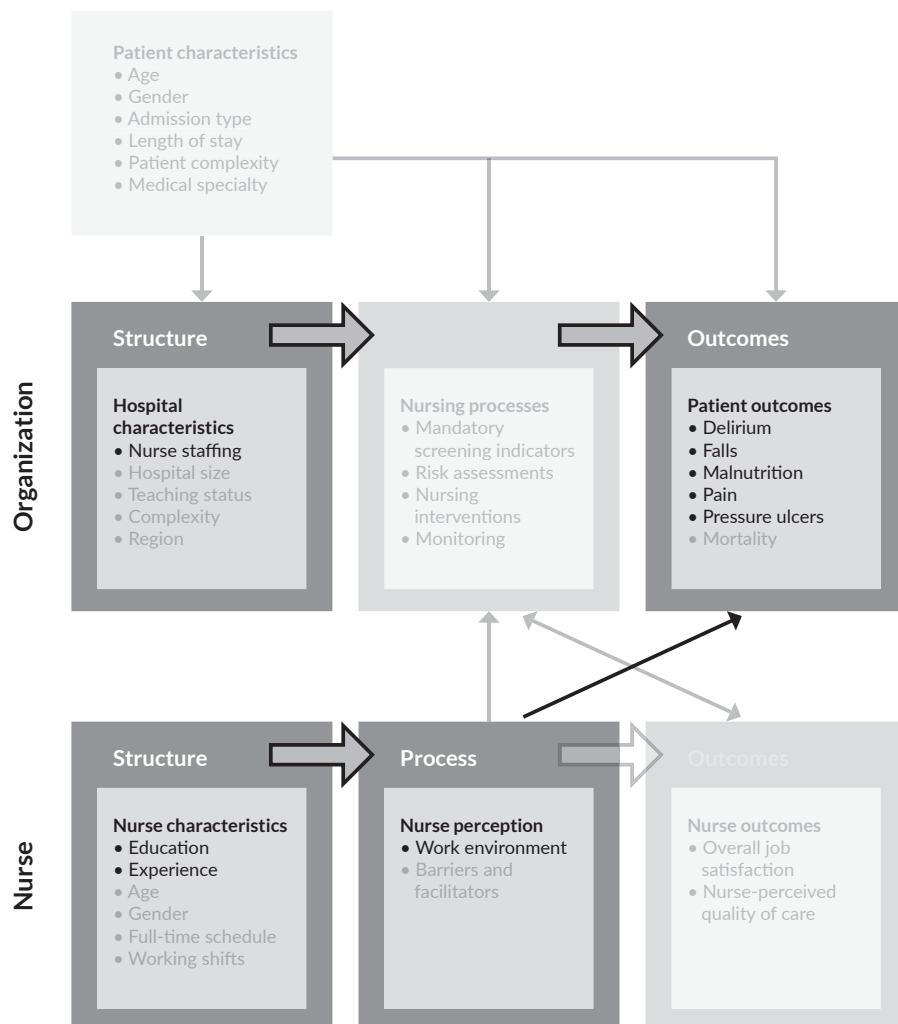 Patient characteristics
• Age
• Gender
• Admission type
• Length of stay
• Patient complexity
• Medical specialty
Organization
Structure
Hospital
characteristics
• Nurse staffing
• Hospital size
• Teaching status
• Complexity
• Region
Nursing processes
• Mandatory
screening indicators
• Risk assessments
• Nursing
interventions
• Monitoring
Outcomes
Patient outcomes
• Delirium
• Falls
• Malnutrition
• Pain
• Pressure ulcers
• Mortality
Nurse
Structure
Nurse characteristics
• Education
• Experience
• Age
• Gender
• Full-time schedule
• Working shifts
Process
Nurse perception
• Work environment
• Barriers and
facilitators
Outcomes
Nurse outcomes
• Overall job
satisfaction
• Nurse-perceived
quality of care